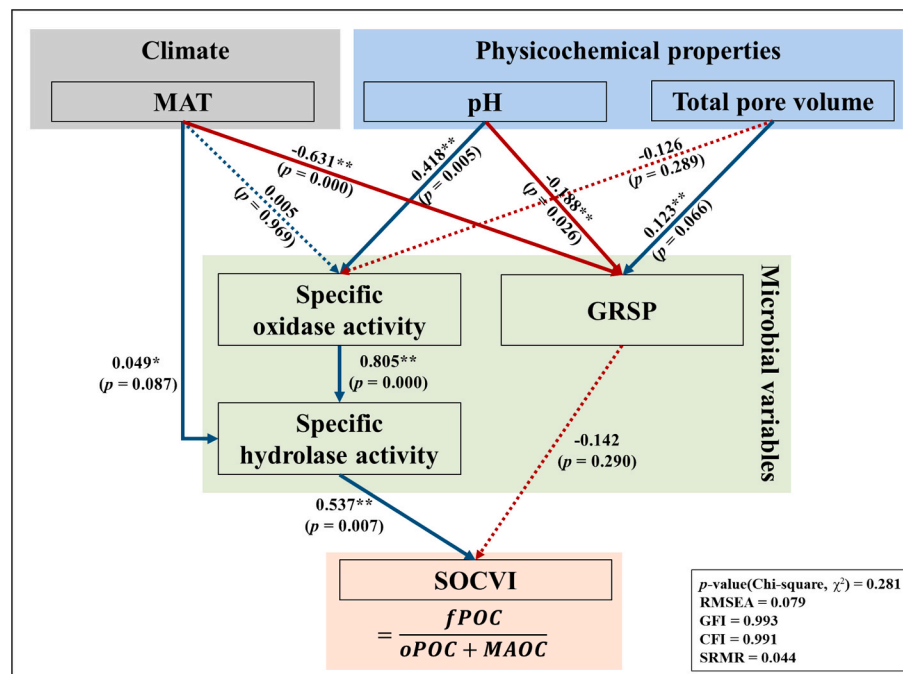 Climate
Physicochemical properties
MAT
pH
Total pore volume
-0.631**
(p = 0.000)
0.418**
(p = 0.005)
-0.126
(p = 0.289)
0.005
(p = 0.969)
-0.188**
(p = 0.026)
0.123**
(p = 0.066)
Specific
oxidase activity
GRSP
Microbial variables
0.049*
(p = 0.087)
0.805**
(p = 0.000)
Specific
hydrolase activity
-0.142
(p = 0.290)
0.537**
(p = 0.007)
SOCVI
= fPOC / oPOC + MAOC
p-value(Chi-square, χ²) = 0.281
RMSEA = 0.079
GFI = 0.993
CFI = 0.991
SRMR = 0.044